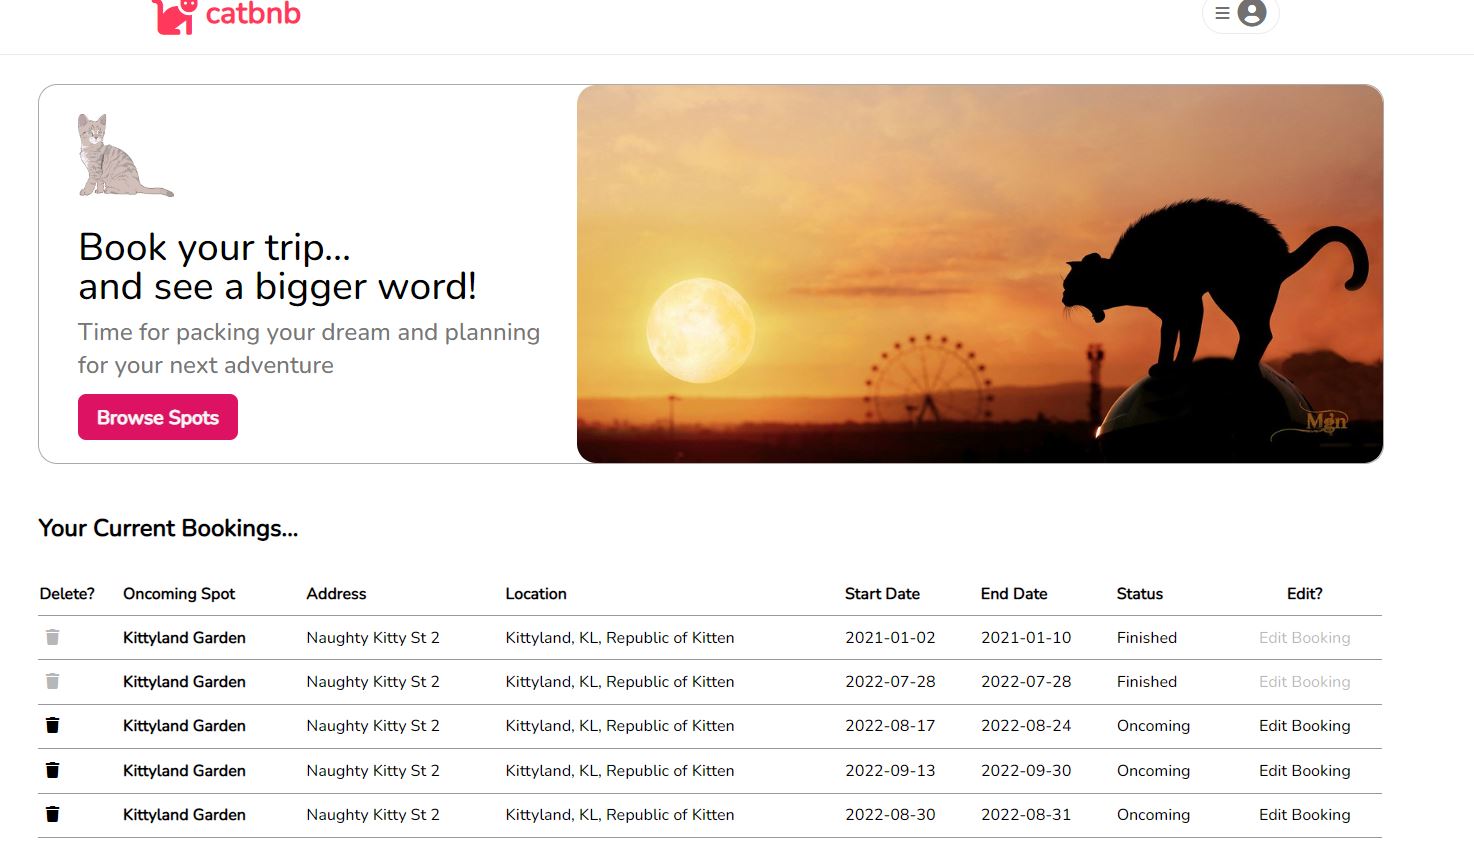 catbnb
Book your trip...
and see a bigger word!
Time for packing your dream and planning
for your next adventure
Browse Spots
Mgn
Your Current Bookings...
Delete? Oncoming Spot Address Location Start Date End Date Status Edit?
Kittyland Garden Naughty Kitty St 2 Kittyland, KL, Republic of Kitten 2021-01-02 2021-01-10 Finished Edit Booking
Kittyland Garden Naughty Kitty St 2 Kittyland, KL, Republic of Kitten 2022-07-28 2022-07-28 Finished Edit Booking
Kittyland Garden Naughty Kitty St 2 Kittyland, KL, Republic of Kitten 2022-08-17 2022-08-24 Oncoming Edit Booking
Kittyland Garden Naughty Kitty St 2 Kittyland, KL, Republic of Kitten 2022-09-13 2022-09-30 Oncoming Edit Booking
Kittyland Garden Naughty Kitty St 2 Kittyland, KL, Republic of Kitten 2022-08-30 2022-08-31 Oncoming Edit Booking